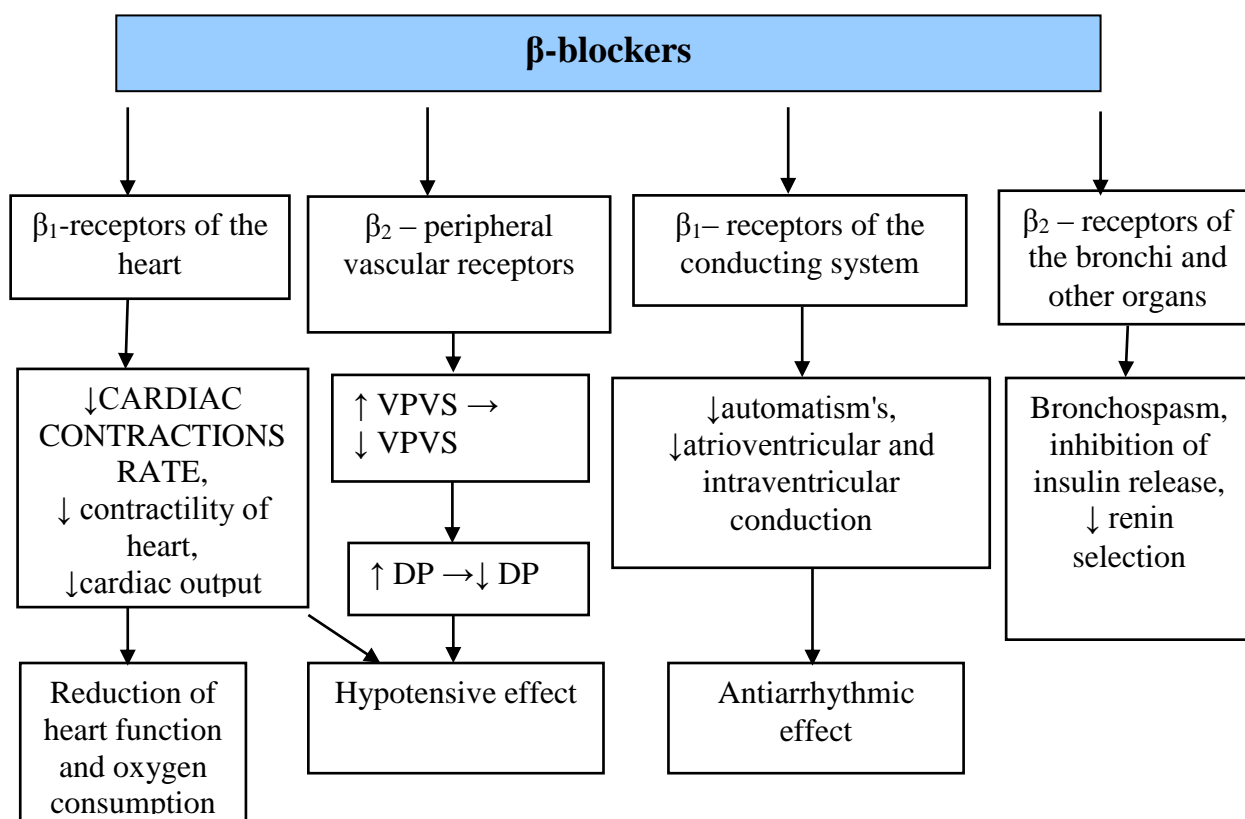 β-blockers
β₁-receptors of the
heart
β₂ – peripheral
vascular receptors
β₁– receptors of the
conducting system
β₂ – receptors of
the bronchi and
other organs
↓CARDIAC
CONTRACTIONS
RATE,
↓ contractility of
heart,
↓cardiac output
↑ VPVS →
↓ VPVS
↑ DP →↓ DP
↓automatism's,
↓atrioventricular and
intraventricular
conduction
Bronchospasm,
inhibition of
insulin release,
↓ renin
selection
Reduction of
heart function
and oxygen
consumption
Hypotensive effect
Antiarrhythmic
effect